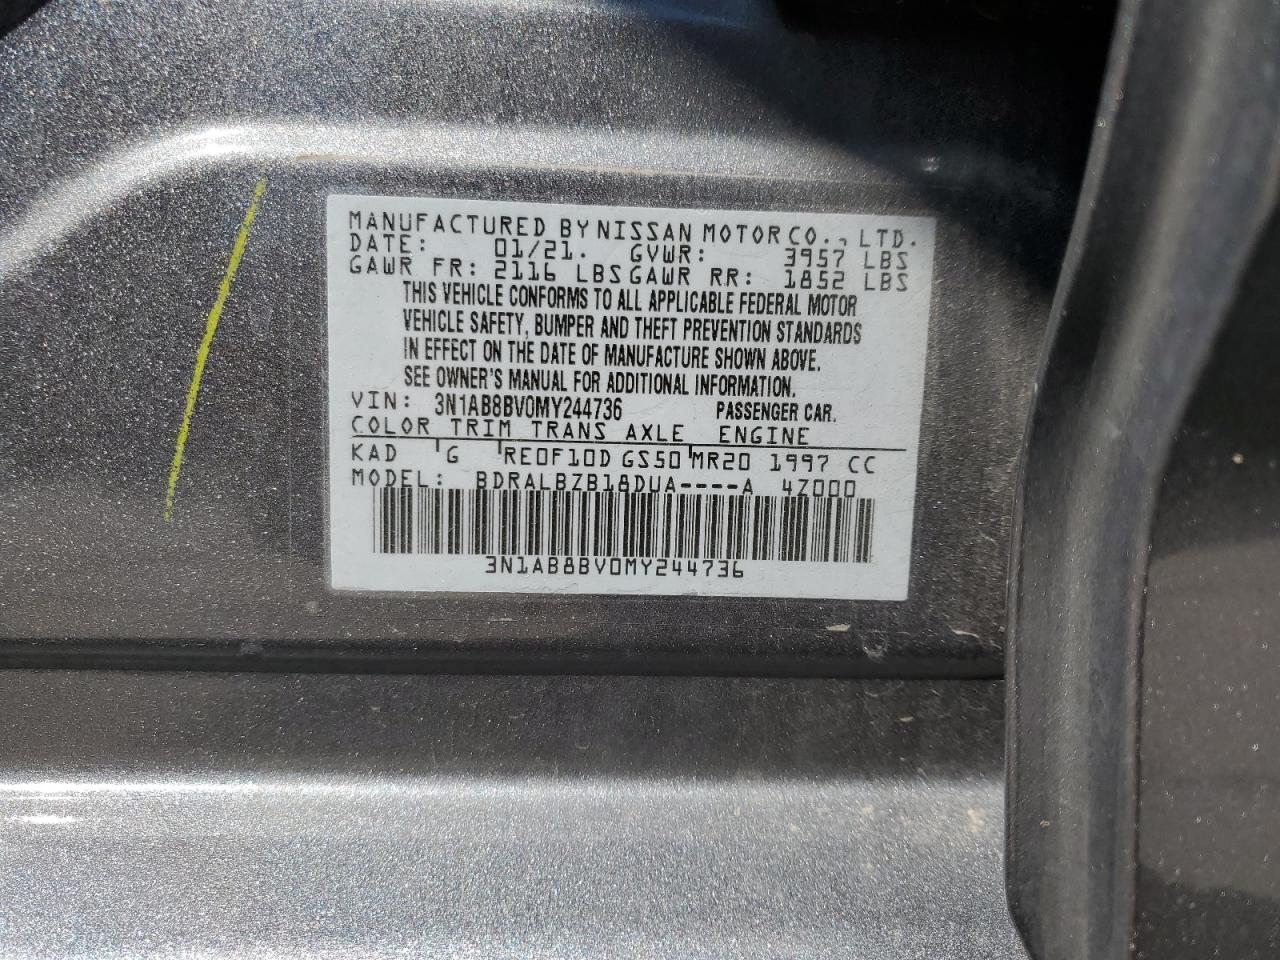 MANUFACTURED BY NISSAN MOTOR CO., LTD.
DATE: 01/21. GVWR: 3957 LBS
GAWR FR: 2116 LBS GAWR RR: 1852 LBS
THIS VEHICLE CONFORMS TO ALL APPLICABLE FEDERAL MOTOR
VEHICLE SAFETY, BUMPER AND THEFT PREVENTION STANDARDS
IN EFFECT ON THE DATE OF MANUFACTURE SHOWN ABOVE.
SEE OWNER'S MANUAL FOR ADDITIONAL INFORMATION.
VIN: 3N1AB8BV0MY244736 PASSENGER CAR.
COLOR TRIM TRANS AXLE ENGINE
KAD G RE0F10D GS50 MR20 1997 CC
MODEL: BDRALBZB18DUA----A 4Z000
3N1AB8BV0MY244736